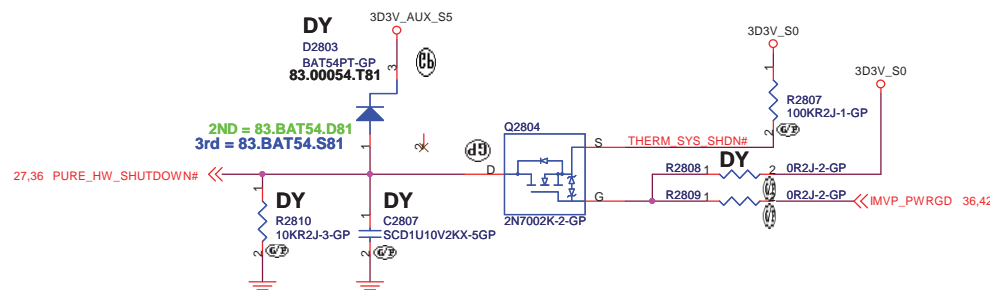 DY
3D3V_AUX_S5
D2803
BAT54PT-GP
83.00054.T81
3
2ND = 83.BAT54.D81
3rd = 83.BAT54.S81
1
2
27,36 PURE_HW_SHUTDOWN#
1
DY
R2810
10KR2J-3-GP
2
G/P
1
DY
C2807
SCD1U10V2KX-5GP
2
G/P
GP
D
Q2804
S
G
2N7002K-2-GP
THERM_SYS_SHDN#
3D3V_S0
1
R2807
100KR2J-1-GP
2
G/P
3D3V_S0
R2808 1 DY 2 0R2J-2-GP
R2809 1 2 0R2J-2-GP
IMVP_PWRGD 36,42